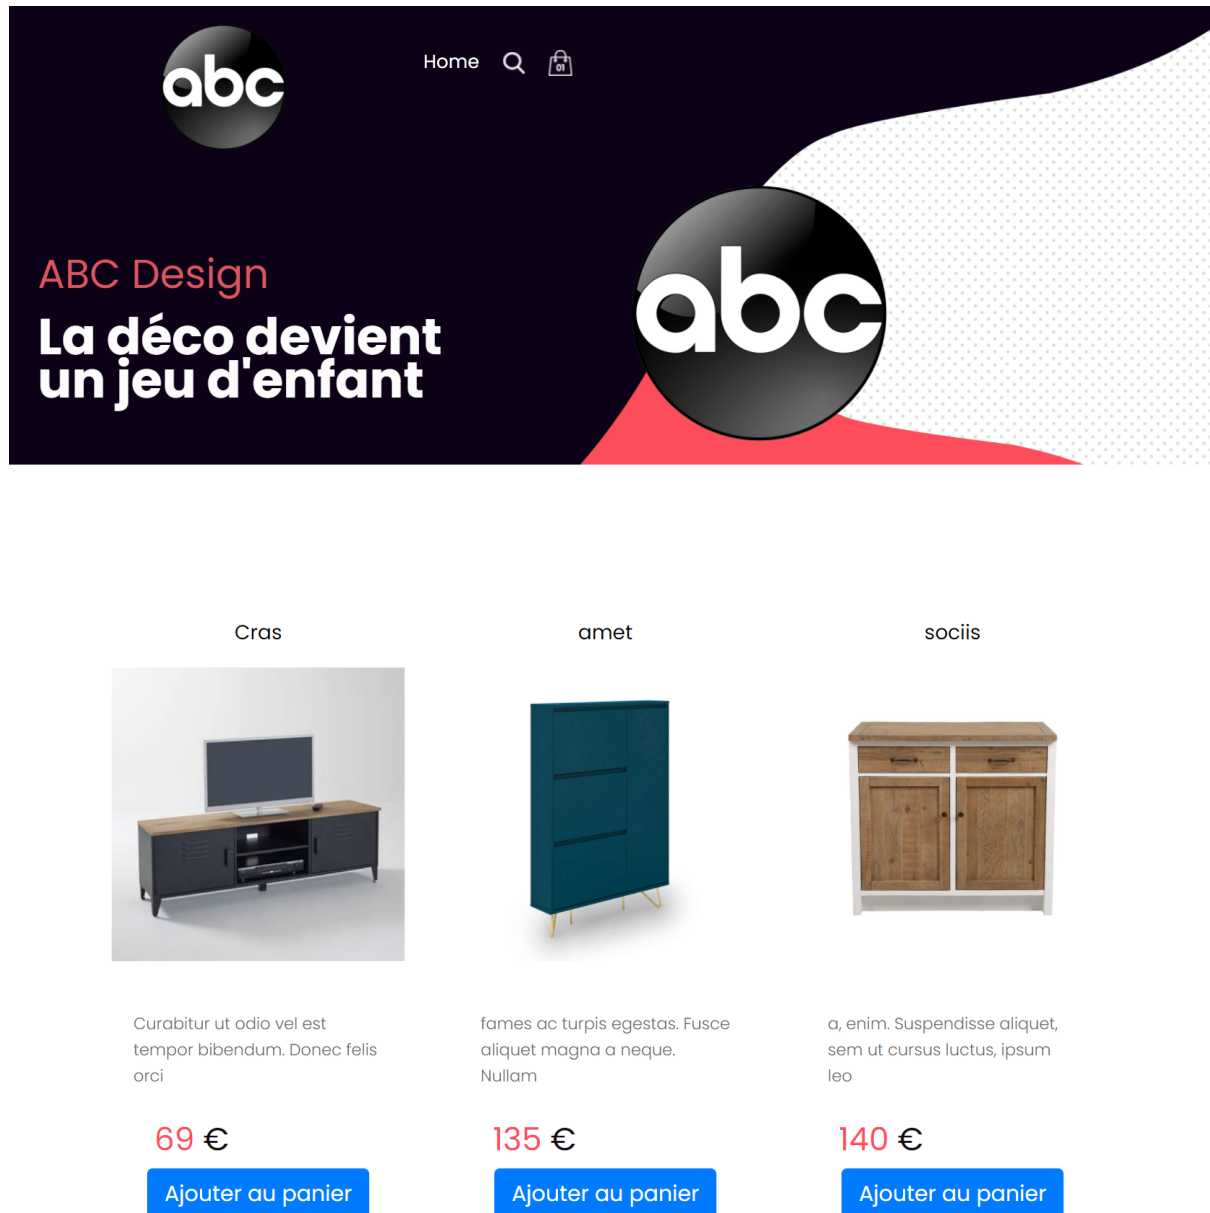 abc
Home
01
abc
ABC Design
La déco devient
un jeu d'enfant
Cras
amet
sociis
Curabitur ut odio vel est
tempor bibendum. Donec felis
orci
fames ac turpis egestas. Fusce
aliquet magna a neque.
Nullam
a, enim. Suspendisse aliquet,
sem ut cursus luctus, ipsum
leo
69 €
135 €
140 €
Ajouter au panier
Ajouter au panier
Ajouter au panier